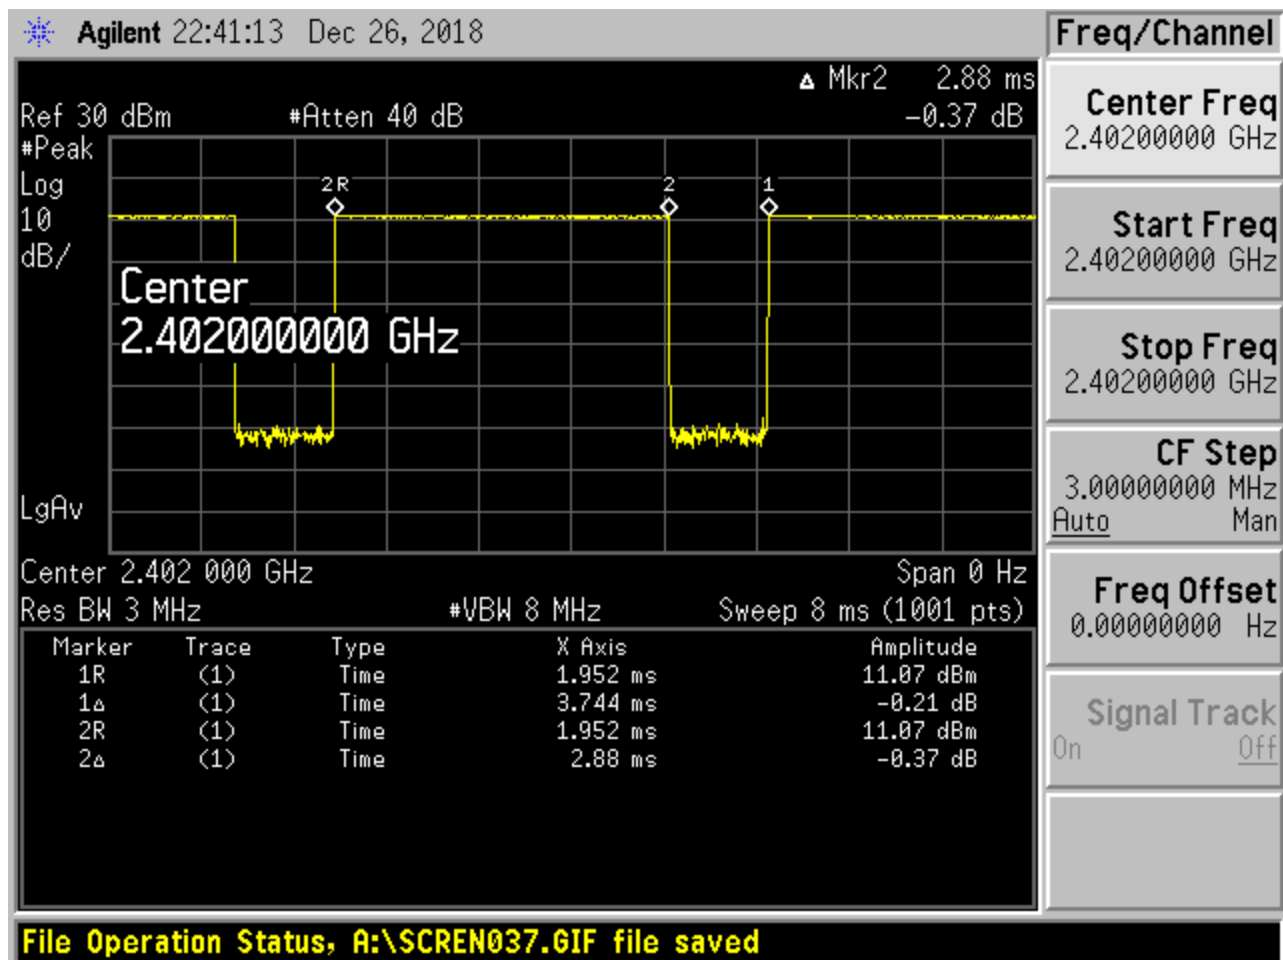 Agilent 22:41:13 Dec 26, 2018
Freq/Channel
Δ Mkr2 2.88 ms
Ref 30 dBm #Atten 40 dB −0.37 dB
#Peak
Log
10
dB/
2R 2 1
Center
2.402000000 GHz
LgAv
Center 2.402 000 GHz Span 0 Hz
Res BW 3 MHz #VBW 8 MHz Sweep 8 ms (1001 pts)
Marker Trace Type X Axis Amplitude
1R (1) Time 1.952 ms 11.07 dBm
1Δ (1) Time 3.744 ms −0.21 dB
2R (1) Time 1.952 ms 11.07 dBm
2Δ (1) Time 2.88 ms −0.37 dB
Center Freq
2.40200000 GHz
Start Freq
2.40200000 GHz
Stop Freq
2.40200000 GHz
CF Step
3.00000000 MHz
Auto Man
Freq Offset
0.00000000 Hz
Signal Track
On Off
File Operation Status, A:\SCREN037.GIF file saved